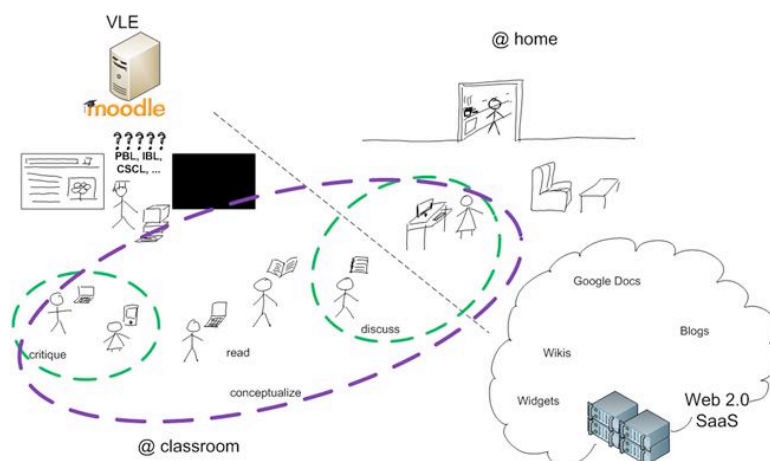 VLE
@ home
moodle
?????
PBL, IBL,
CSCL, ...
Google Docs
discuss
Blogs
critique
read
Wikis
conceptualize
Widgets
Web 2.0
SaaS
@ classroom